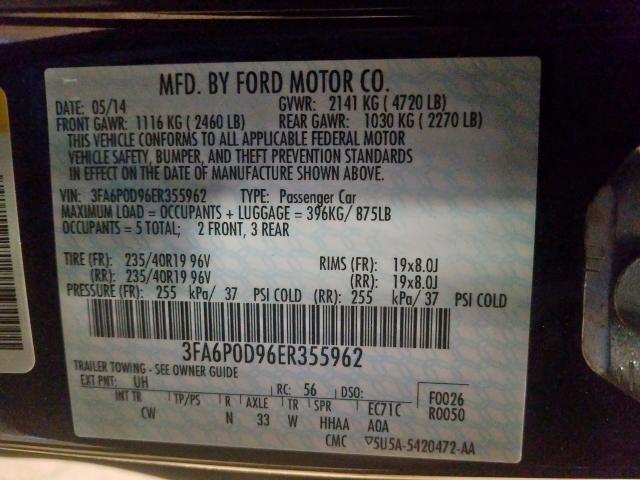 MFD. BY FORD MOTOR CO.
DATE: 05/14 GVWR: 2141 KG ( 4720 LB)
FRONT GAWR: 1116 KG ( 2460 LB) REAR GAWR: 1030 KG ( 2270 LB)
THIS VEHICLE CONFORMS TO ALL APPLICABLE FEDERAL MOTOR
VEHICLE SAFETY, BUMPER, AND THEFT PREVENTION STANDARDS
IN EFFECT ON THE DATE OF MANUFACTURE SHOWN ABOVE.
VIN: 3FA6P0D96ER355962 TYPE: Passenger Car
MAXIMUM LOAD = OCCUPANTS + LUGGAGE = 396KG/ 875LB
OCCUPANTS = 5 TOTAL; 2 FRONT, 3 REAR
TIRE (FR): 235/40R19 96V RIMS (FR): 19x8.0J
(RR): 235/40R19 96V (RR): 19x8.0J
PRESSURE (FR): 255 kPa/ 37 PSI COLD (RR): 255 kPa/ 37 PSI COLD
3FA6P0D96ER355962
TRAILER TOWING - SEE OWNER GUIDE
EXT PNT: UH RC: 56 DSO: F0026
INT TR TP/PS R AXLE TR SPR EC71C R0050
CW N 33 W HHAA A0A
CMC 5U5A-5420472-AA